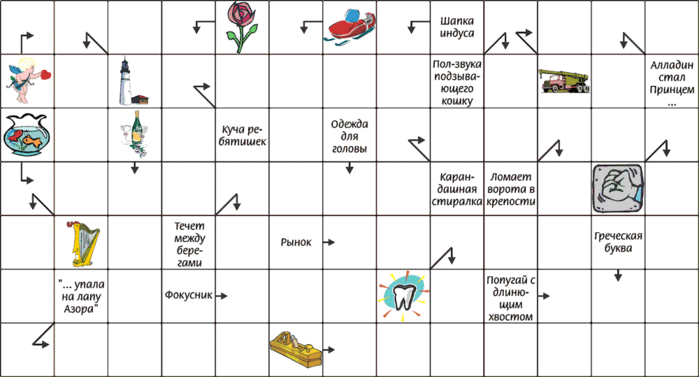 Шапка
индуса
Пол-звука
подзыва-
ющего
кошку
Алладин
стал
Принцем
...
Куча ре-
бятишек
Одежда
для
головы
Каран-
дашная
стиралка
Ломает
ворота в
крепости
Течет
между
бере-
гами
Рынок
Греческая
буква
"... упала
на лапу
Азора"
Фокусник
Попугай с
длиню-
щим
хвостом